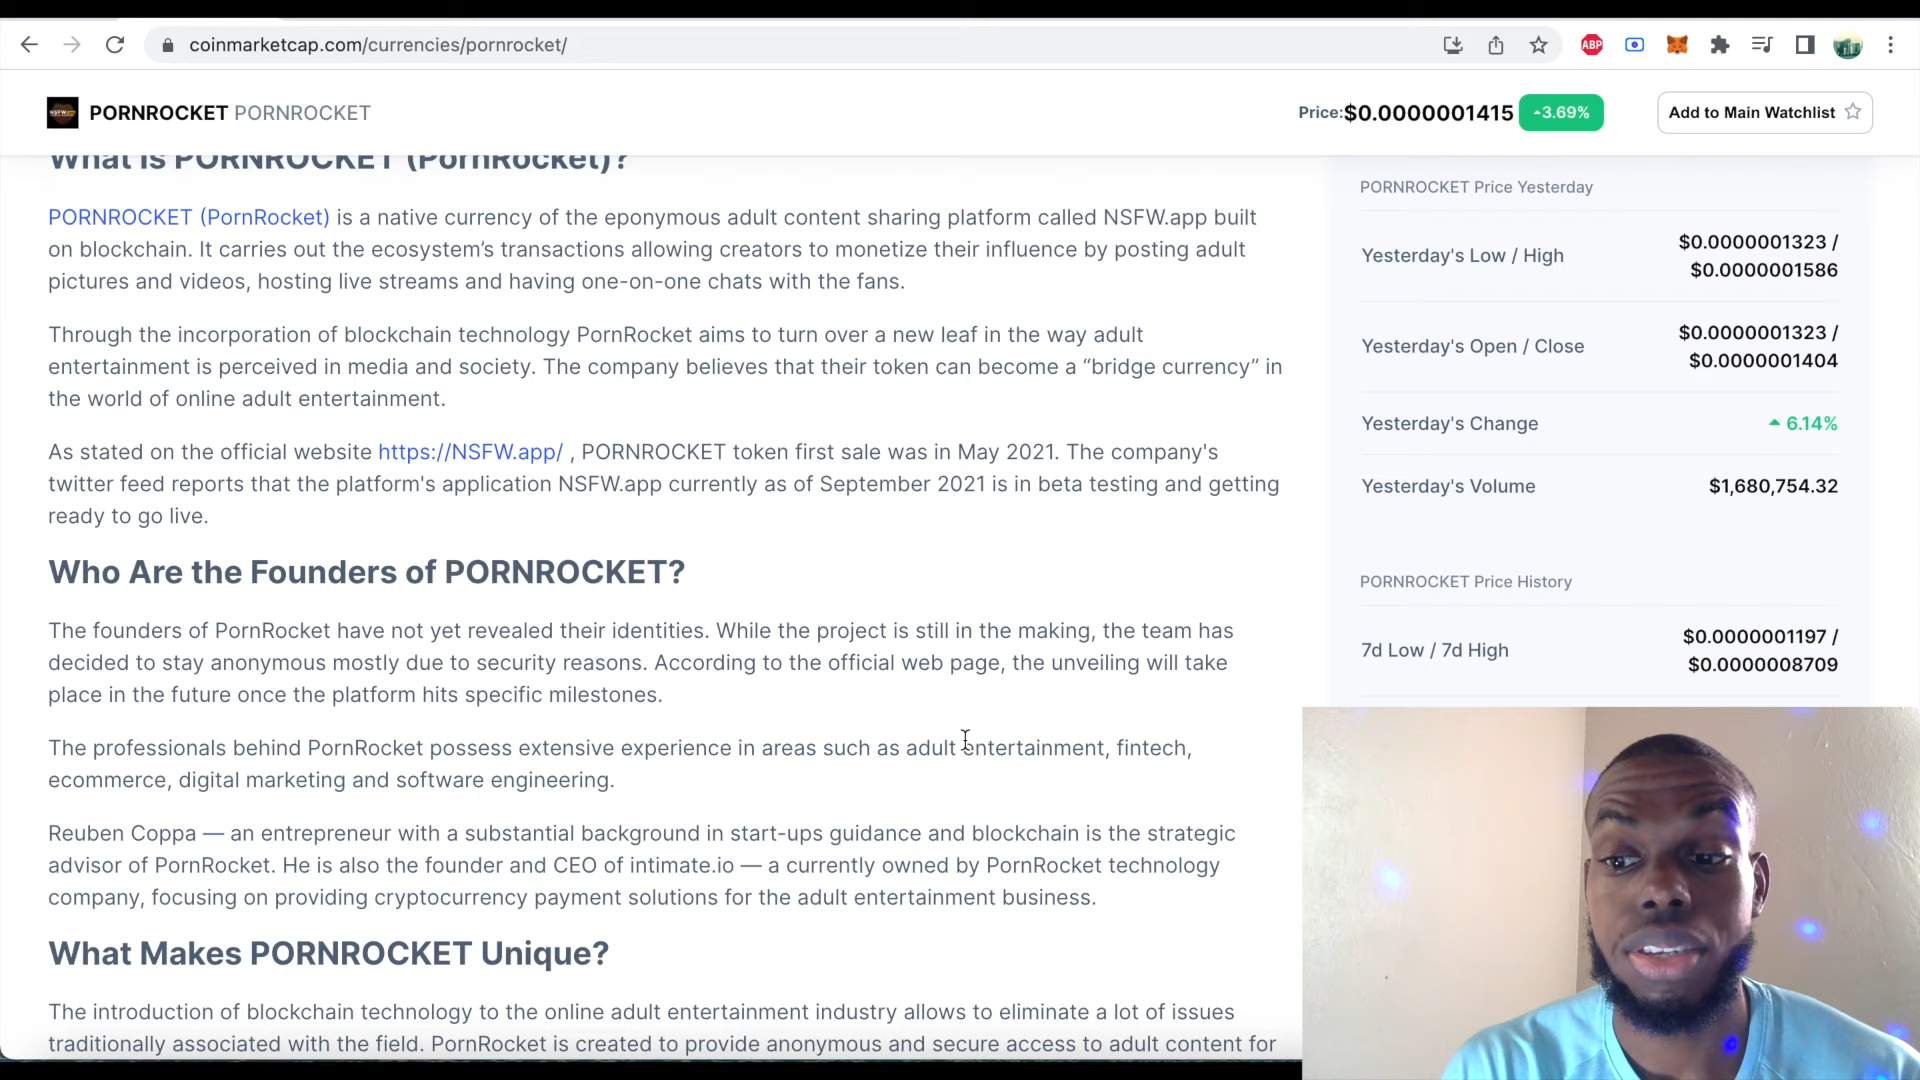 coinmarketcap.com/currencies/pornrocket/
ABP
PORNROCKET PORNROCKET
Price:$0.0000001415 3.69%
Add to Main Watchlist
What Is PORNROCKET (PornRocket)?
PORNROCKET (PornRocket) is a native currency of the eponymous adult content sharing platform called NSFW.app built
on blockchain. It carries out the ecosystem’s transactions allowing creators to monetize their influence by posting adult
pictures and videos, hosting live streams and having one-on-one chats with the fans.
Through the incorporation of blockchain technology PornRocket aims to turn over a new leaf in the way adult
entertainment is perceived in media and society. The company believes that their token can become a “bridge currency” in
the world of online adult entertainment.
As stated on the official website https://NSFW.app/ , PORNROCKET token first sale was in May 2021. The company's
twitter feed reports that the platform's application NSFW.app currently as of September 2021 is in beta testing and getting
ready to go live.
Who Are the Founders of PORNROCKET?
The founders of PornRocket have not yet revealed their identities. While the project is still in the making, the team has
decided to stay anonymous mostly due to security reasons. According to the official web page, the unveiling will take
place in the future once the platform hits specific milestones.
The professionals behind PornRocket possess extensive experience in areas such as adult entertainment, fintech,
ecommerce, digital marketing and software engineering.
Reuben Coppa — an entrepreneur with a substantial background in start-ups guidance and blockchain is the strategic
advisor of PornRocket. He is also the founder and CEO of intimate.io — a currently owned by PornRocket technology
company, focusing on providing cryptocurrency payment solutions for the adult entertainment business.
What Makes PORNROCKET Unique?
The introduction of blockchain technology to the online adult entertainment industry allows to eliminate a lot of issues
traditionally associated with the field. PornRocket is created to provide anonymous and secure access to adult content for
PORNROCKET Price Yesterday
Yesterday's Low / High
$0.0000001323 /
$0.0000001586
Yesterday's Open / Close
$0.0000001323 /
$0.0000001404
Yesterday's Change
6.14%
Yesterday's Volume
$1,680,754.32
PORNROCKET Price History
7d Low / 7d High
$0.0000001197 /
$0.0000008709